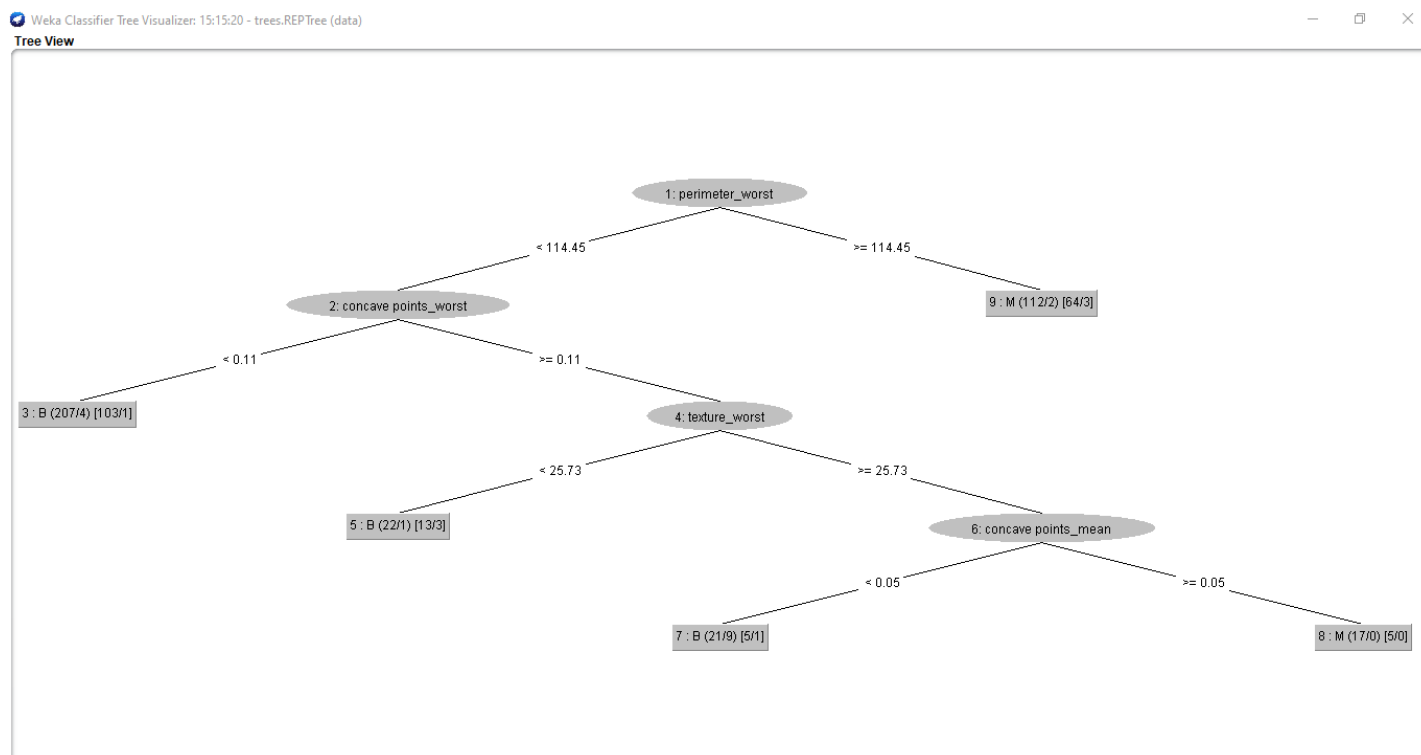 Weka Classifier Tree Visualizer: 15:15:20 - trees.REPTree (data)
Tree View
1: perimeter_worst
< 114.45
>= 114.45
2: concave points_worst
9 : M (112/2) [64/3]
< 0.11
>= 0.11
3 : B (207/4) [103/1]
4: texture_worst
< 25.73
>= 25.73
5 : B (22/1) [13/3]
6: concave points_mean
< 0.05
>= 0.05
7 : B (21/9) [5/1]
8 : M (17/0) [5/0]